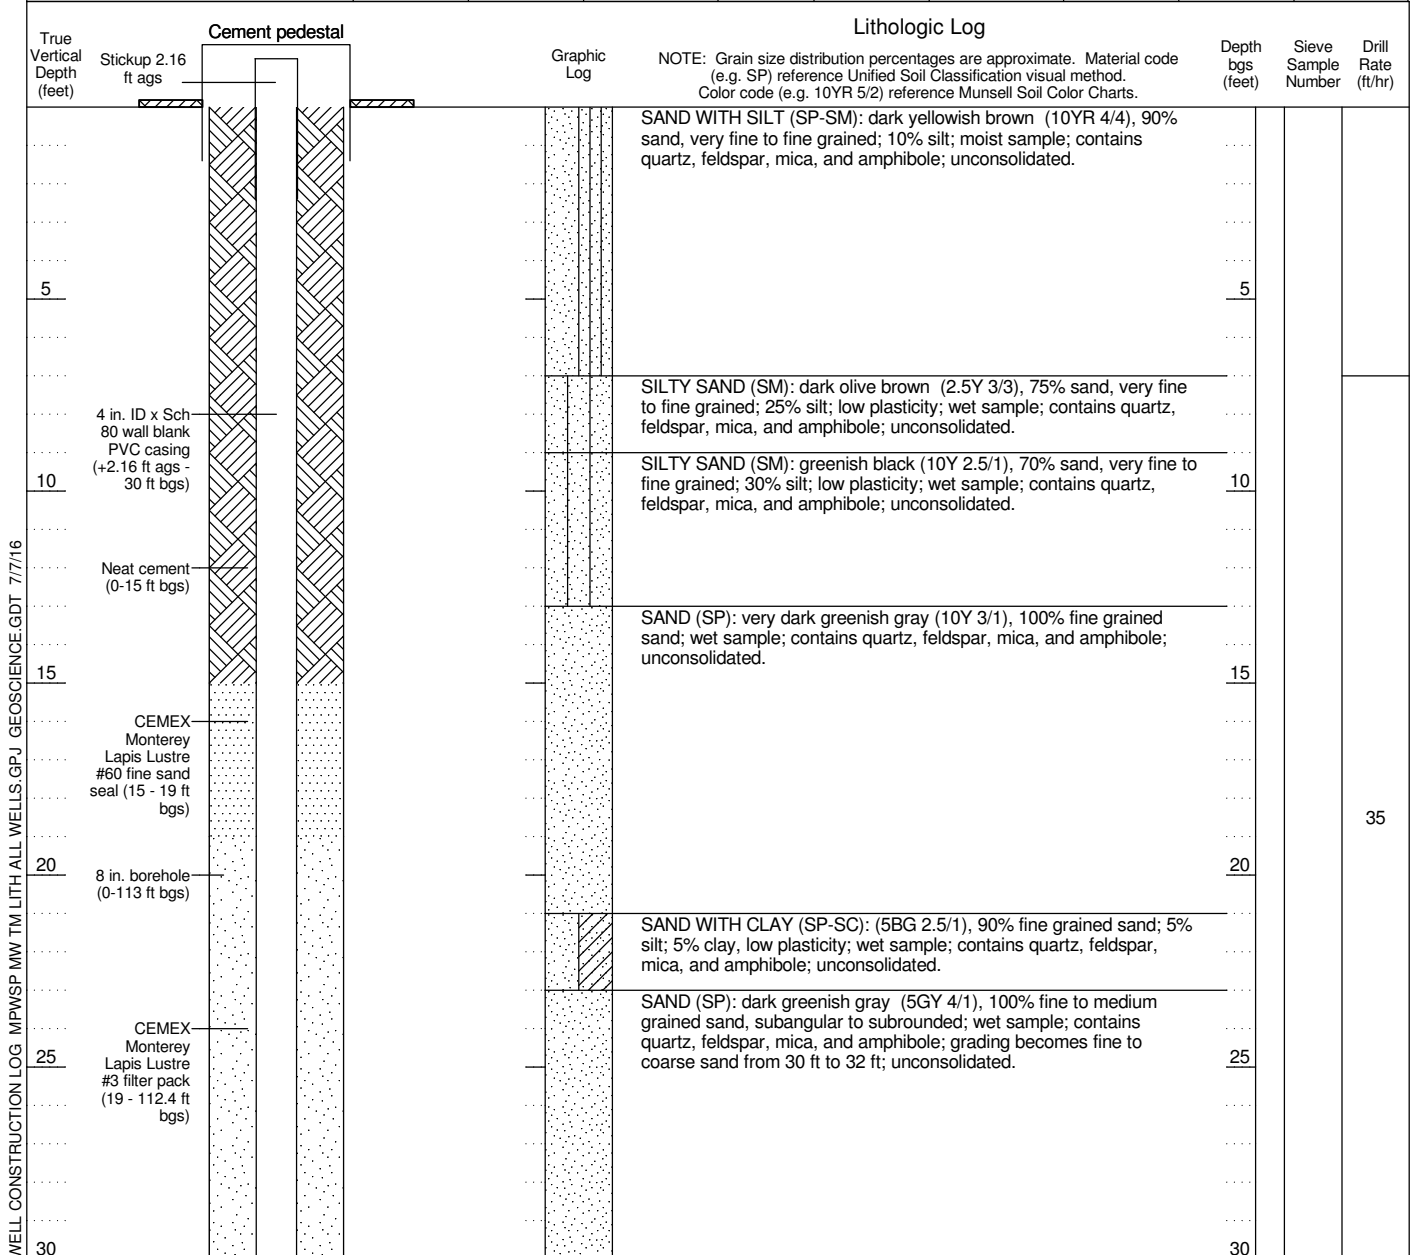 Lithologic Log
True
Vertical
Depth
(feet)
Cement pedestal
Stickup 2.16
ft ags
Graphic
Log
NOTE: Grain size distribution percentages are approximate. Material code
(e.g. SP) reference Unified Soil Classification visual method.
Color code (e.g. 10YR 5/2) reference Munsell Soil Color Charts.
Depth
bgs
(feet)
Sieve
Sample
Number
Drill
Rate
(ft/hr)
SAND WITH SILT (SP-SM): dark yellowish brown (10YR 4/4), 90%
sand, very fine to fine grained; 10% silt; moist sample; contains
quartz, feldspar, mica, and amphibole; unconsolidated.
5
5
SILTY SAND (SM): dark olive brown (2.5Y 3/3), 75% sand, very fine
to fine grained; 25% silt; low plasticity; wet sample; contains quartz,
feldspar, mica, and amphibole; unconsolidated.
4 in. ID x Sch
80 wall blank
PVC casing
(+2.16 ft ags -
30 ft bgs)
SILTY SAND (SM): greenish black (10Y 2.5/1), 70% sand, very fine to
fine grained; 30% silt; low plasticity; wet sample; contains quartz,
feldspar, mica, and amphibole; unconsolidated.
10
10
Neat cement
(0-15 ft bgs)
SAND (SP): very dark greenish gray (10Y 3/1), 100% fine grained
sand; wet sample; contains quartz, feldspar, mica, and amphibole;
unconsolidated.
15
15
CEMEX
Monterey
Lapis Lustre
#60 fine sand
seal (15 - 19 ft
bgs)
35
20
20
8 in. borehole
(0-113 ft bgs)
SAND WITH CLAY (SP-SC): (5BG 2.5/1), 90% fine grained sand; 5%
silt; 5% clay, low plasticity; wet sample; contains quartz, feldspar,
mica, and amphibole; unconsolidated.
SAND (SP): dark greenish gray (5GY 4/1), 100% fine to medium
grained sand, subangular to subrounded; wet sample; contains
quartz, feldspar, mica, and amphibole; grading becomes fine to
coarse sand from 30 ft to 32 ft; unconsolidated.
CEMEX
Monterey
Lapis Lustre
#3 filter pack
(19 - 112.4 ft
bgs)
25
25
30
30
WELL CONSTRUCTION LOG MPWSP MW TM LITH ALL WELLS.GPJ GEOSCIENCE.GDT 7/7/16